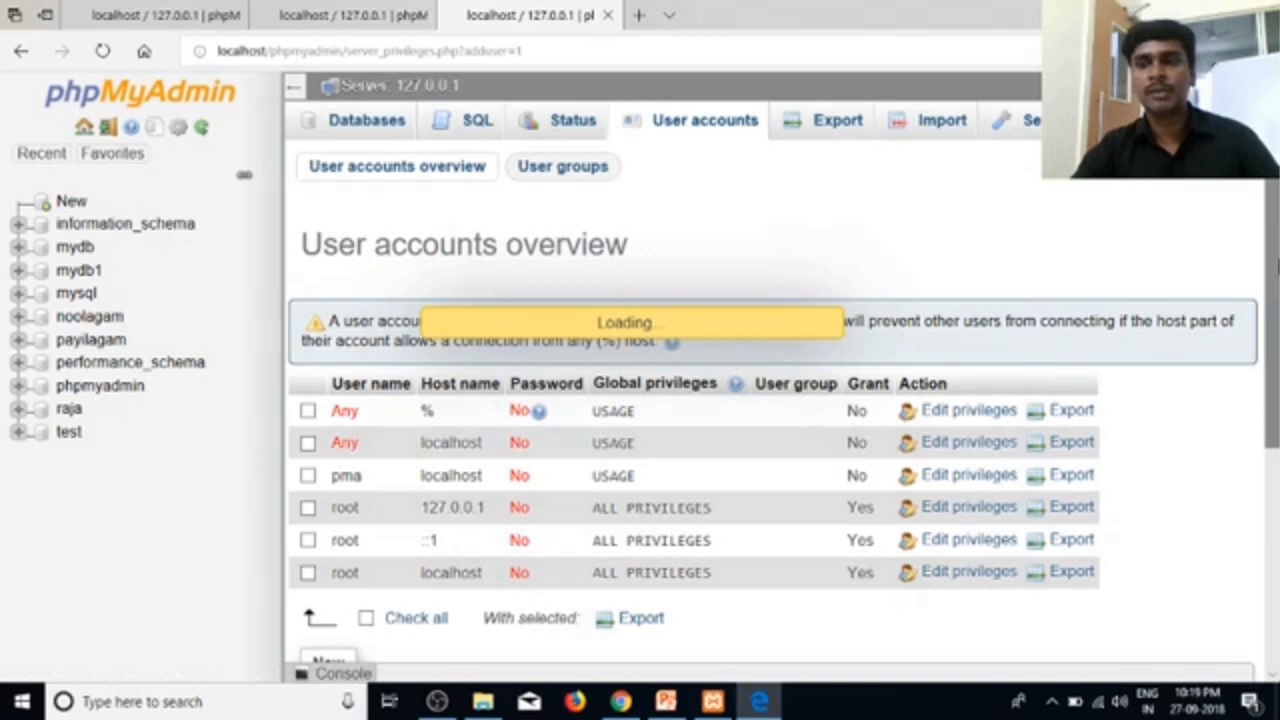 localhost / 127.0.0.1 | phpM localhost / 127.0.0.1 | phpM localhost / 127.0.0.1 | pl
localhost/phpmyadmin/server_privileges.php?adduser=1
phpMyAdmin
Recent Favorites
New
information_schema
mydb
mydb1
mysql
noolagam
payilagam
performance_schema
phpmyadmin
raja
test
Server: 127.0.0.1
Databases SQL Status User accounts Export Import Se
User accounts overview User groups
User accounts overview
A user accou Loading... will prevent other users from connecting if the host part of
their account allows a connection from any (%) host.
User name Host name Password Global privileges User group Grant Action
Any % No USAGE No Edit privileges Export
Any localhost No USAGE No Edit privileges Export
pma localhost No USAGE No Edit privileges Export
root 127.0.0.1 No ALL PRIVILEGES Yes Edit privileges Export
root ::1 No ALL PRIVILEGES Yes Edit privileges Export
root localhost No ALL PRIVILEGES Yes Edit privileges Export
Check all With selected: Export
New
Console
Type here to search
ENG 10:19 PM
IN 27-09-2018